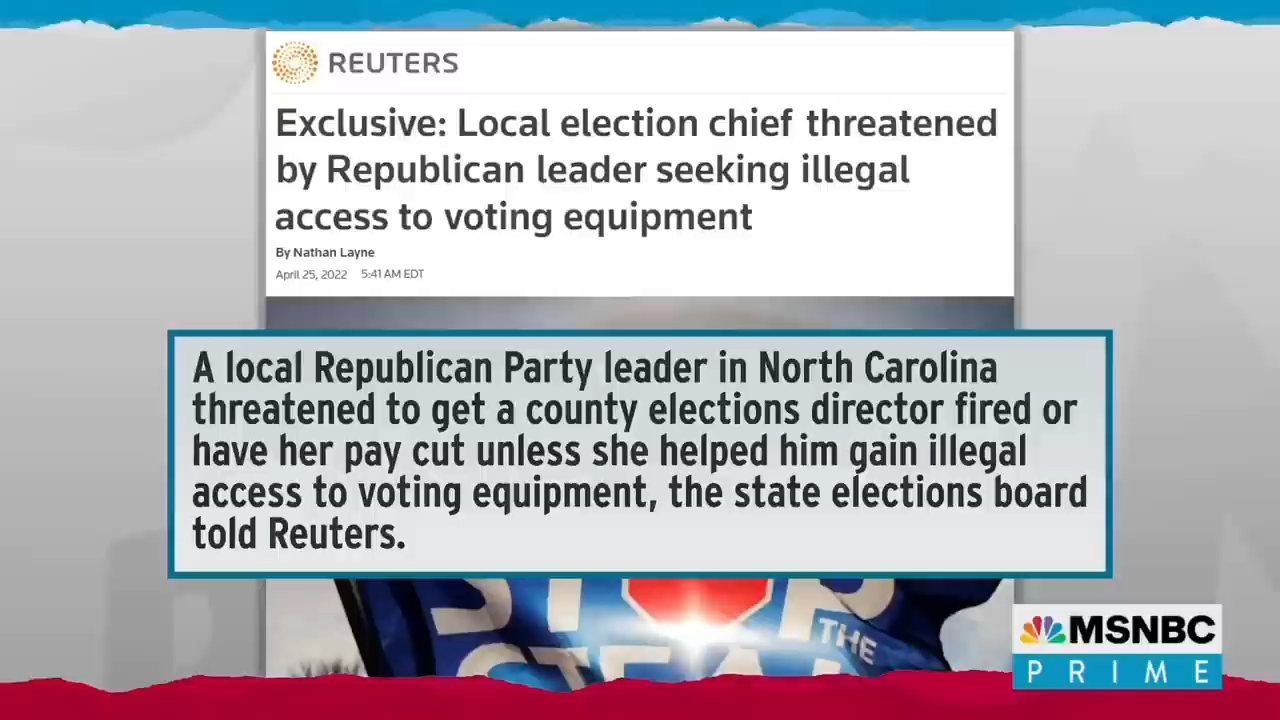 REUTERS
Exclusive: Local election chief threatened
by Republican leader seeking illegal
access to voting equipment
By Nathan Layne
April 25, 2022 5:41 AM EDT
A local Republican Party leader in North Carolina
threatened to get a county elections director fired or
have her pay cut unless she helped him gain illegal
access to voting equipment, the state elections board
told Reuters.
STOP
THE
STEAL
MSNBC
PRIME